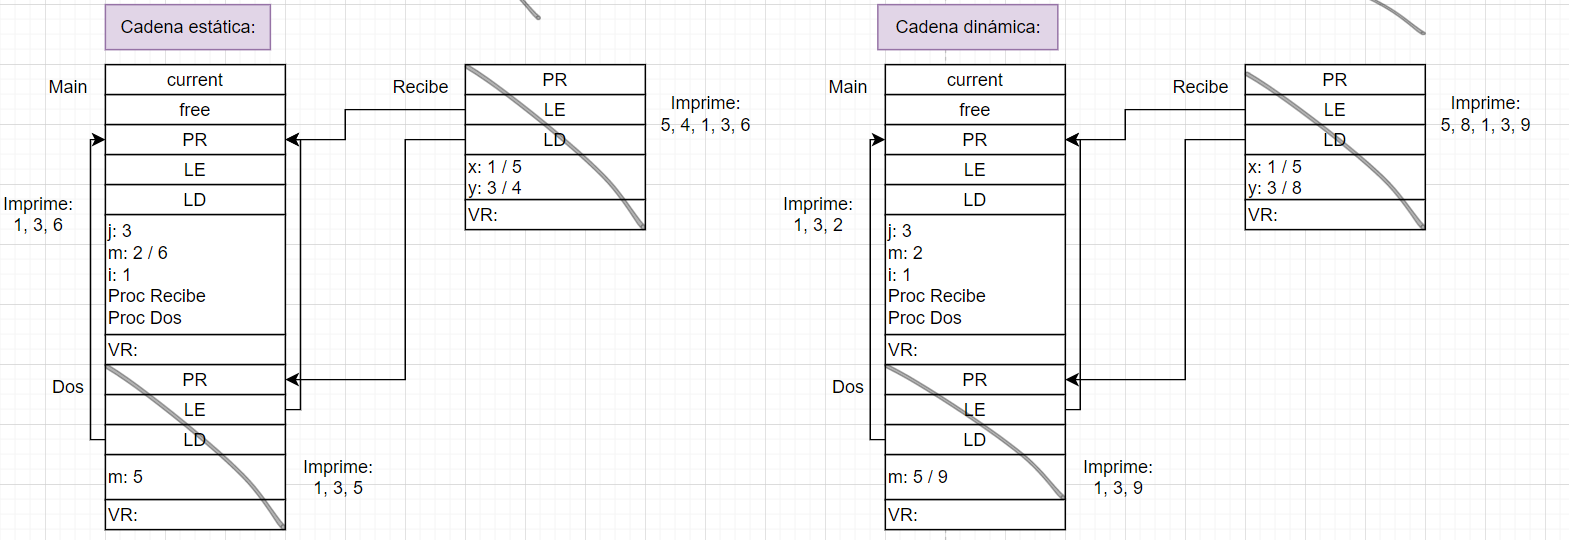 Cadena estática:
Main
current
free
PR
LE
LD
j: 3
m: 2 / 6
i: 1
Proc Recibe
Proc Dos
VR:
Imprime:
1, 3, 6
Recibe
PR
LE
LD
x: 1 / 5
y: 3 / 4
VR:
Imprime:
5, 4, 1, 3, 6
Dos
PR
LE
LD
m: 5
VR:
Imprime:
1, 3, 5
Cadena dinámica:
Main
current
free
PR
LE
LD
j: 3
m: 2
i: 1
Proc Recibe
Proc Dos
VR:
Imprime:
1, 3, 2
Recibe
PR
LE
LD
x: 1 / 5
y: 3 / 8
VR:
Imprime:
5, 8, 1, 3, 9
Dos
PR
LE
LD
m: 5 / 9
VR:
Imprime:
1, 3, 9